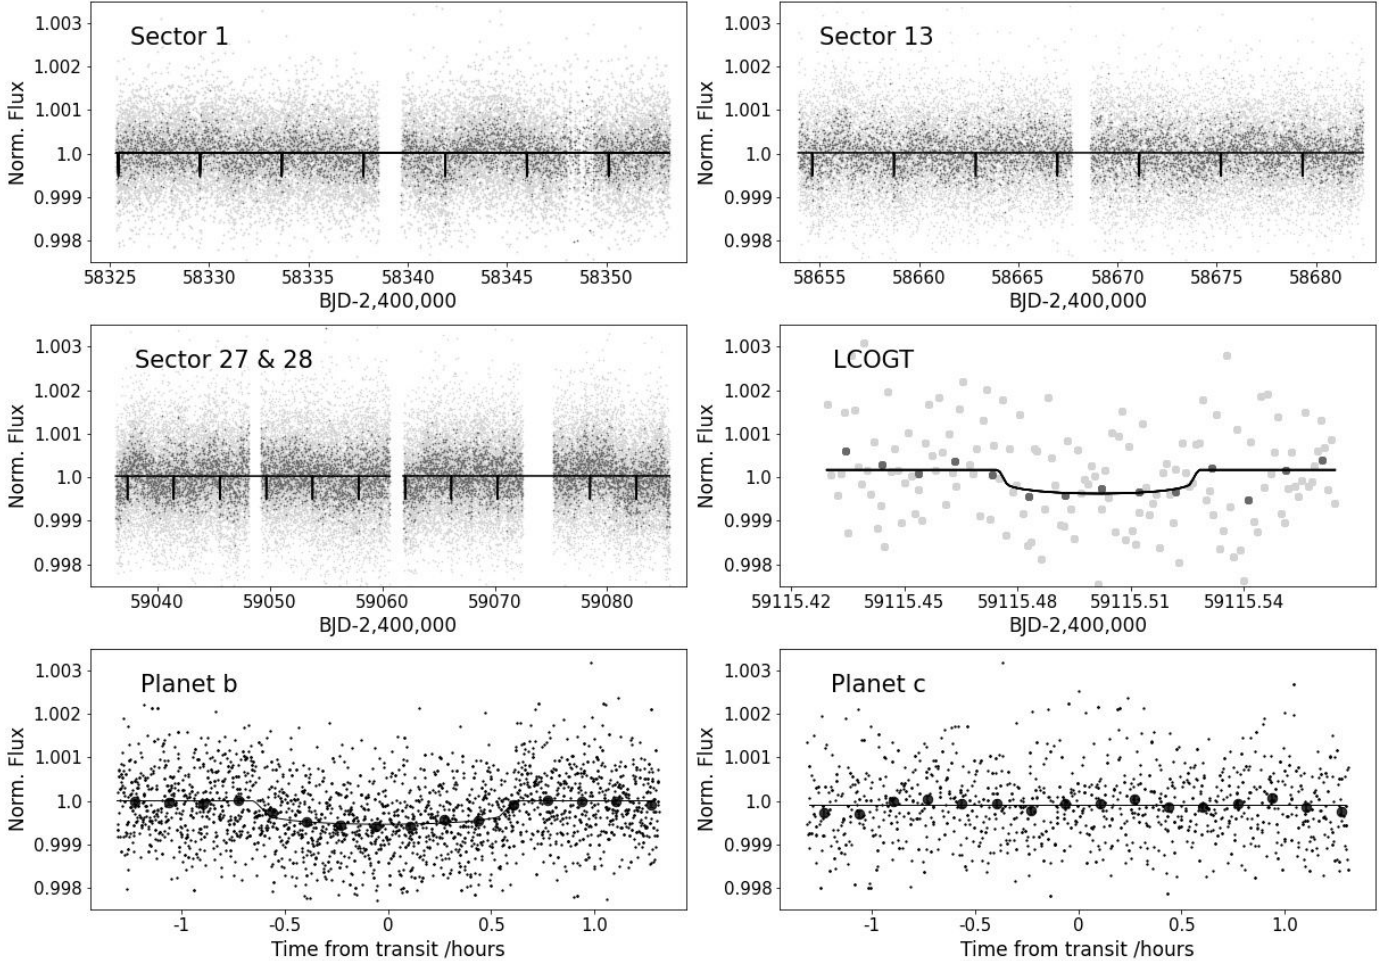 Sector 1
Norm. Flux
1.003
1.002
1.001
1.0
0.999
0.998
58325 58330 58335 58340 58345 58350
BJD-2,400,000
Sector 13
Norm. Flux
1.003
1.002
1.001
1.0
0.999
0.998
58655 58660 58665 58670 58675 58680
BJD-2,400,000
Sector 27 & 28
Norm. Flux
1.003
1.002
1.001
1.0
0.999
0.998
59040 59050 59060 59070 59080
BJD-2,400,000
LCOGT
Norm. Flux
1.003
1.002
1.001
1.0
0.999
0.998
59115.42 59115.45 59115.48 59115.51 59115.54
BJD-2,400,000
Planet b
Norm. Flux
1.003
1.002
1.001
1.0
0.999
0.998
-1 -0.5 0 0.5 1.0
Time from transit /hours
Planet c
Norm. Flux
1.003
1.002
1.001
1.0
0.999
0.998
-1 -0.5 0 0.5 1.0
Time from transit /hours